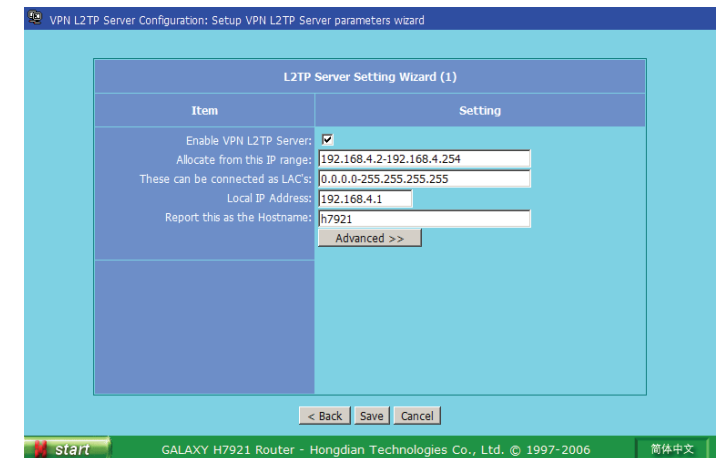 VPN L2TP Server Configuration: Setup VPN L2TP Server parameters wizard
L2TP Server Setting Wizard (1)
Item Setting
Enable VPN L2TP Server:
Allocate from this IP range: 192.168.4.2-192.168.4.254
These can be connected as LAC's: 0.0.0.0-255.255.255.255
Local IP Address: 192.168.4.1
Report this as the Hostname: h7921
Advanced >>
< Back Save Cancel
start GALAXY H7921 Router - Hongdian Technologies Co., Ltd. © 1997-2006 简体中文